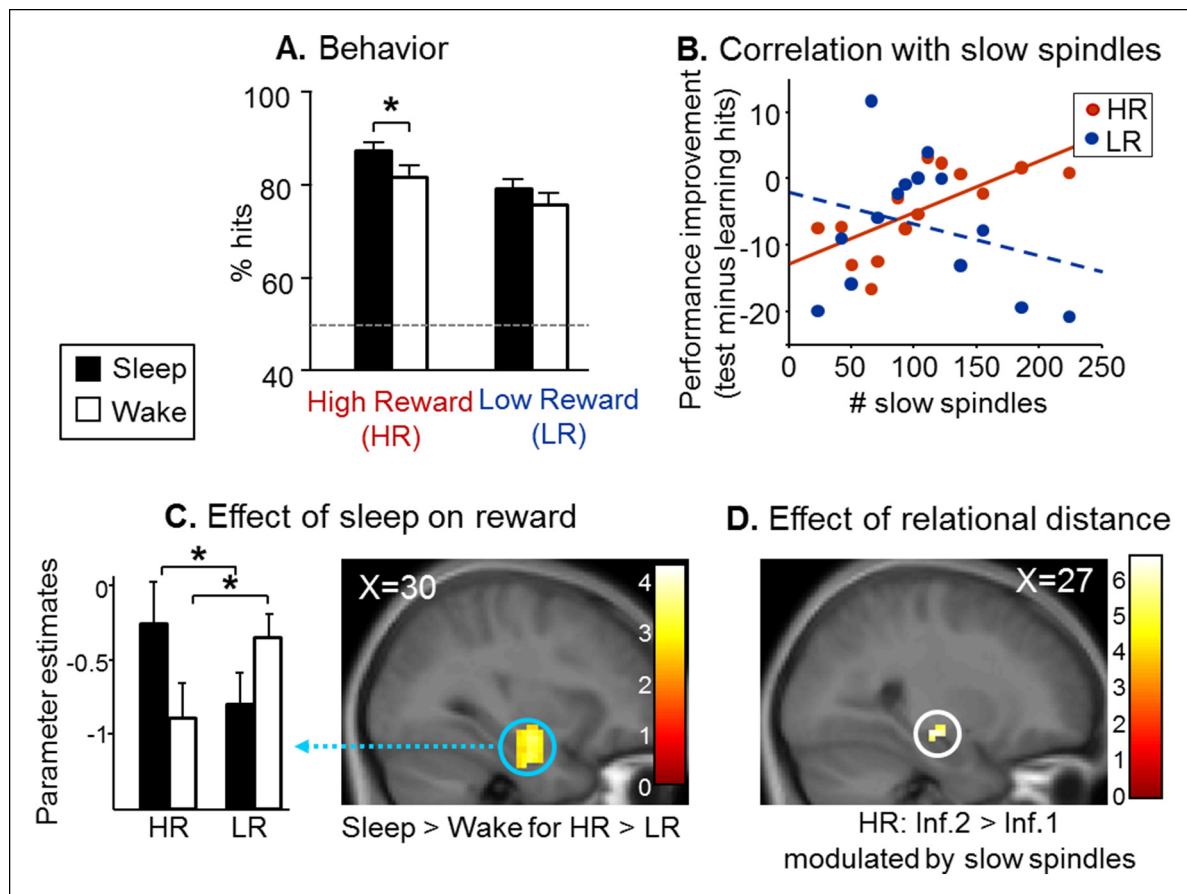 A. Behavior
% hits
100
80
60
40
*
High Reward
(HR)
Low Reward
(LR)
Sleep
Wake
B. Correlation with slow spindles
Performance improvement
(test minus learning hits)
10
0
-10
-20
0 50 100 150 200 250
# slow spindles
HR
LR
C. Effect of sleep on reward
Parameter estimates
0
-0.5
-1
*
*
HR LR
X=30
4
3
2
1
0
Sleep > Wake for HR > LR
D. Effect of relational distance
X=27
6
5
4
3
2
1
0
HR: Inf.2 > Inf.1
modulated by slow spindles